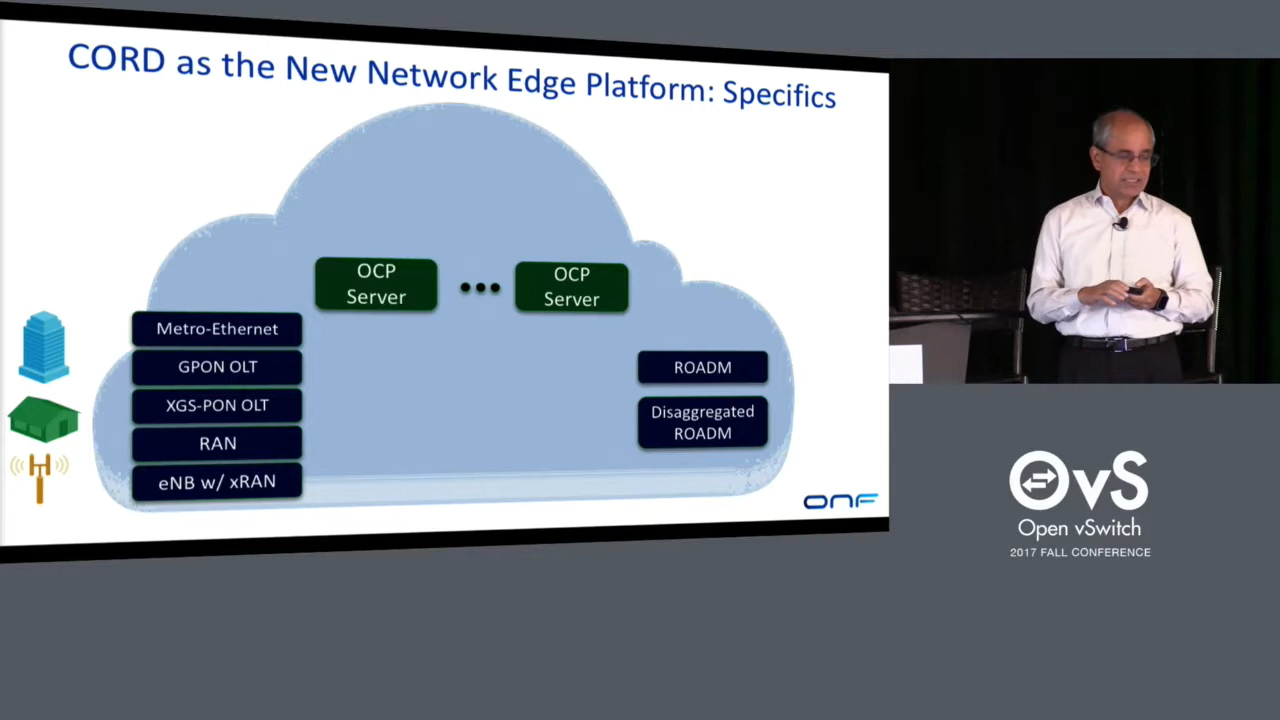 CORD as the New Network Edge Platform: Specifics
OCP
Server
OCP
Server
Metro-Ethernet
GPON OLT
XGS-PON OLT
RAN
eNB w/ xRAN
ROADM
Disaggregated
ROADM
ONF
OvS
Open vSwitch
2017 FALL CONFERENCE